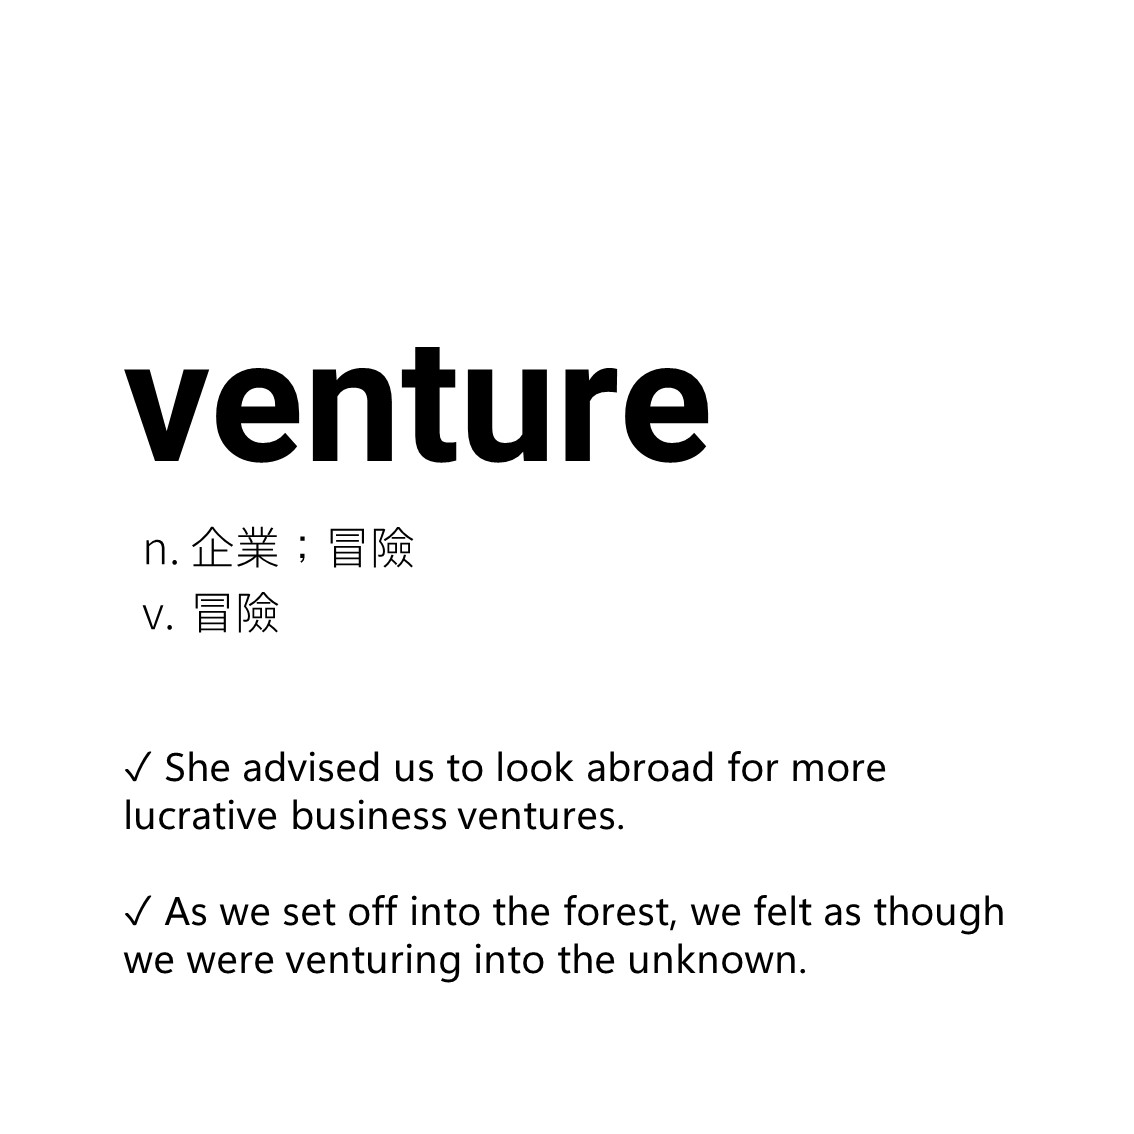 venture
n. 企業；冒險
v. 冒險
✓ She advised us to look abroad for more
lucrative business ventures.
✓ As we set off into the forest, we felt as though
we were venturing into the unknown.